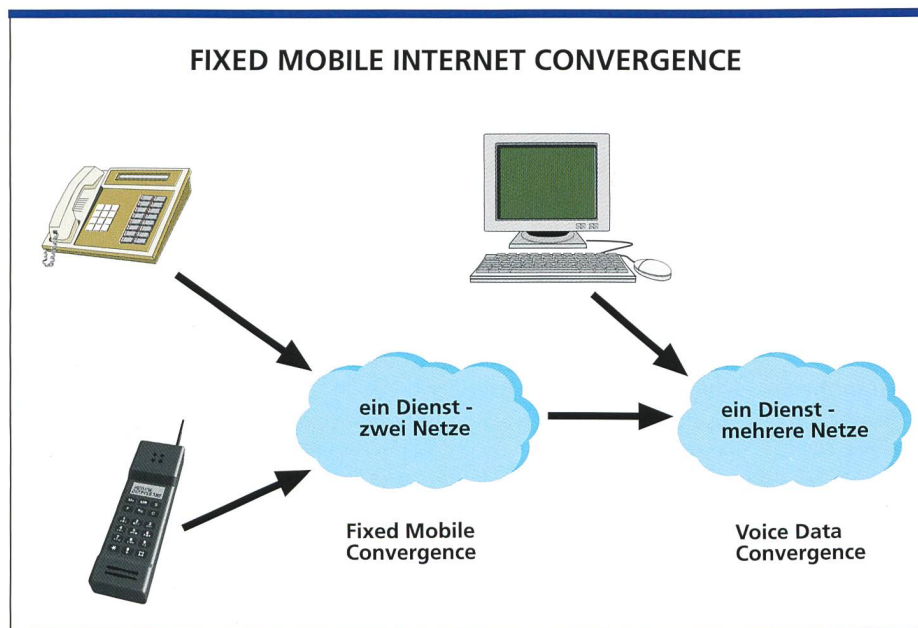 FIXED MOBILE INTERNET CONVERGENCE
ein Dienst -
zwei Netze
ein Dienst -
mehrere Netze
Fixed Mobile
Convergence
Voice Data
Convergence